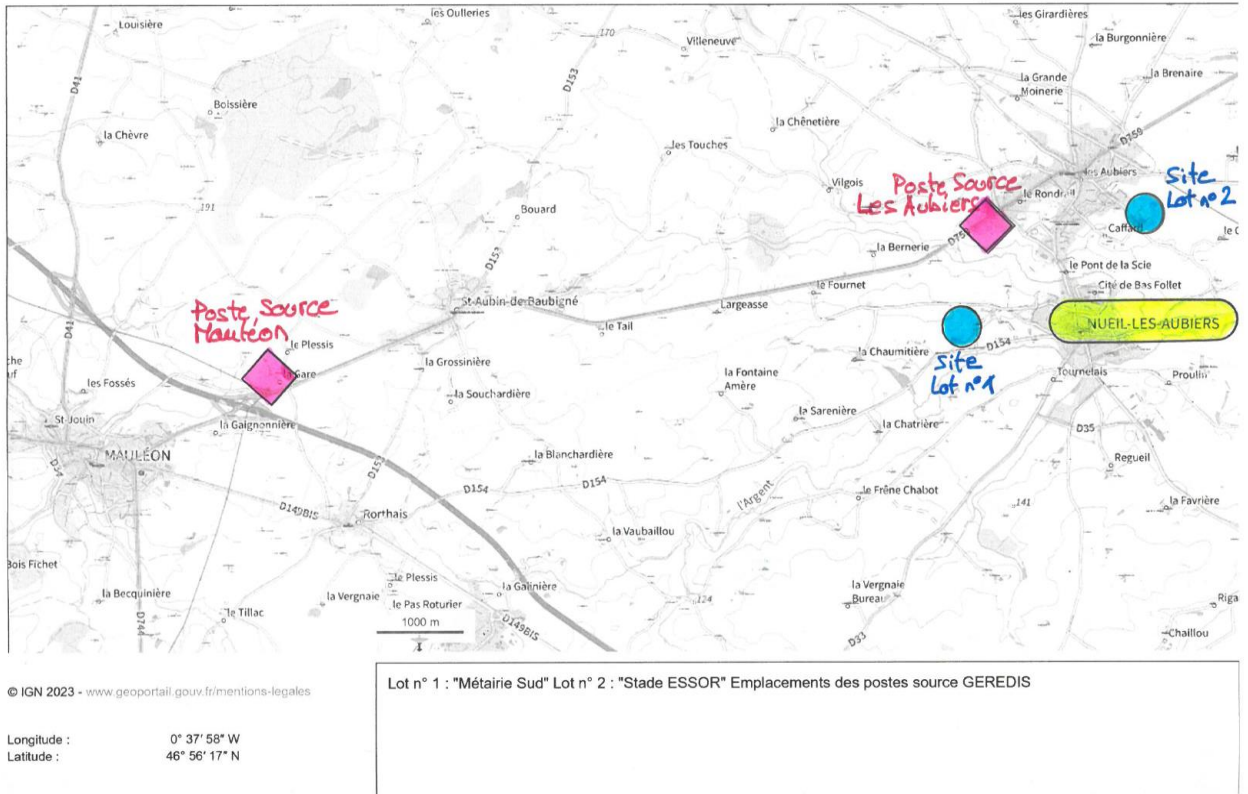 les Oulleries
les Girardières
Louisière
170
Villeneuve
la Burgonnière
D41
D153
la Grande
Moinerie
la Brenaire
Boissière
la Chèvre
la Chênetière
D759
les Touches
les Aubiers
Site
Lot n° 2
Poste Source
Les Aubiers
Vilgois
191
Bouard
Caffard
la Bernerie
D153
le Pont de la Scie
Cité de Bas Follet
le Fournet
St-Aubin-de-Baubigné
Largeasse
Poste Source
Mauléon
D41
le Tail
NUEIL-LES-AUBIERS
D154
le Plessis
la Chaumitière
la Grossinière
Site
Lot n° 1
la Gare
la Fontaine
Amère
Tournelais
Proulin
les Fossés
la Souchardière
la Sarenière
St Jouin
la Gaignonnière
la Chatrière
D35
MAULÉON
la Blanchardière
Regueil
D34
D153
D154
D154
l'Argent
le Frêne Chabot
141
la Favrière
D149BIS
Rorthais
la Vaubaillou
Bois Fichet
le Plessis
la Galinière
la Vergnaie
Bureau
la Becquinière
la Vergnaie
le Pas Roturier
124
Riga
D744
le Tillac
1000 m
D149BIS
D33
Chaillou
© IGN 2023 - www.geoportail.gouv.fr/mentions-legales
Lot n° 1 : "Métairie Sud" Lot n° 2 : "Stade ESSOR" Emplacements des postes source GEREDIS
Longitude : 0° 37' 58" W
Latitude : 46° 56' 17" N